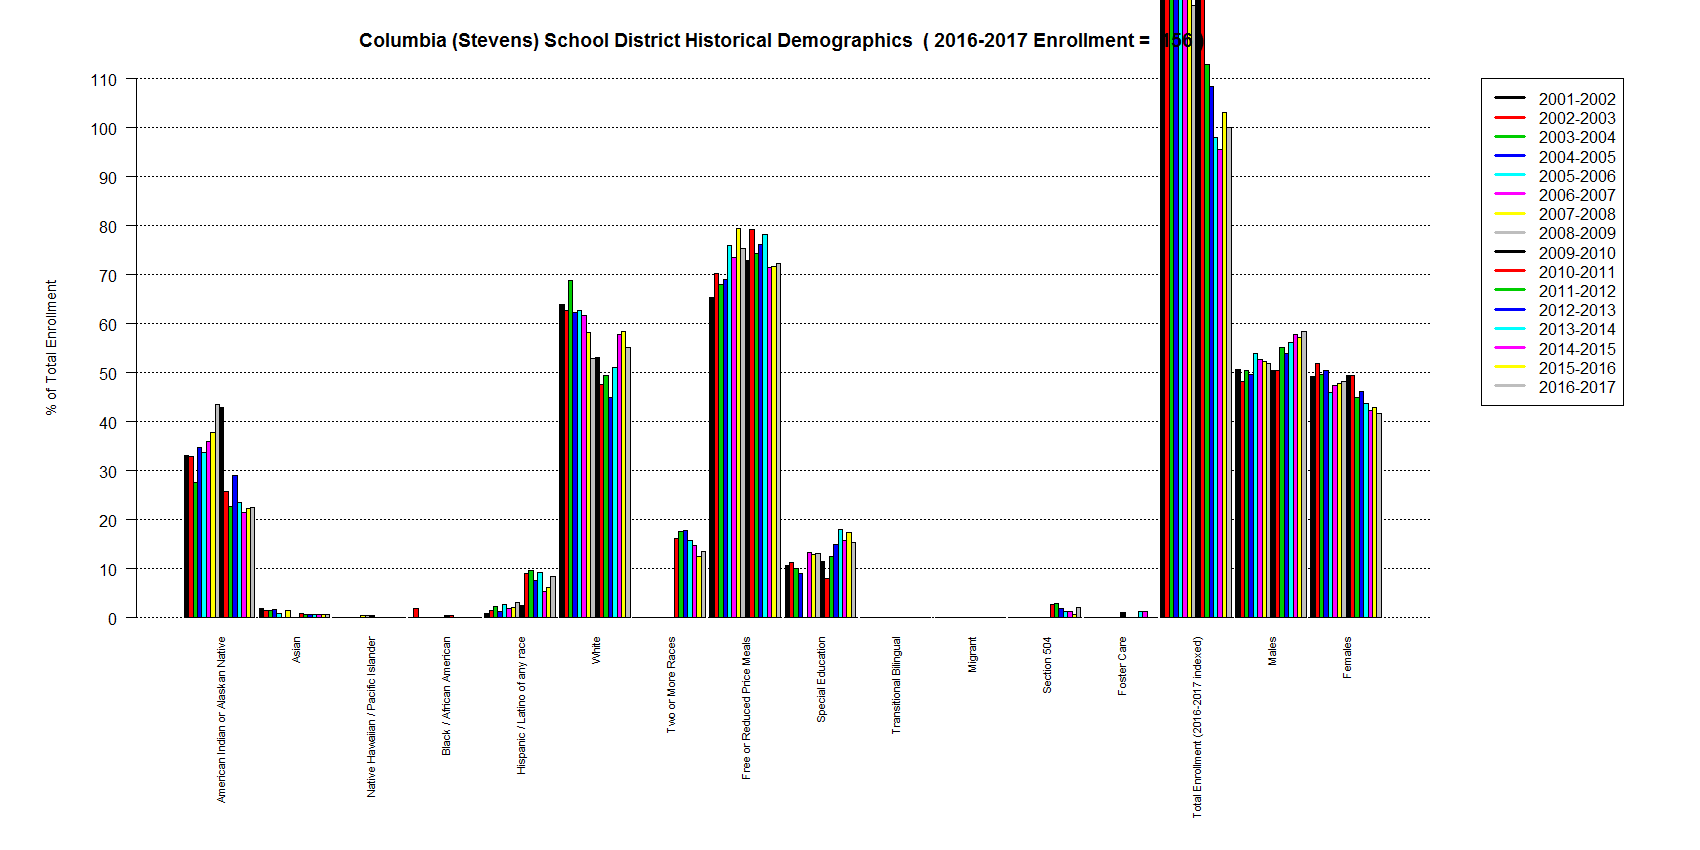 Columbia (Stevens) School District Historical Demographics ( 2016-2017 Enrollment = 156 )
110
100
90
80
70
60
50
40
30
20
10
0
% of Total Enrollment
American Indian or Alaskan Native
Asian
Native Hawaiian / Pacific Islander
Black / African American
Hispanic / Latino of any race
White
Two or More Races
Free or Reduced Price Meals
Special Education
Transitional Bilingual
Migrant
Section 504
Foster Care
Total Enrollment (2016-2017 indexed)
Males
Females
2001-2002
2002-2003
2003-2004
2004-2005
2005-2006
2006-2007
2007-2008
2008-2009
2009-2010
2010-2011
2011-2012
2012-2013
2013-2014
2014-2015
2015-2016
2016-2017